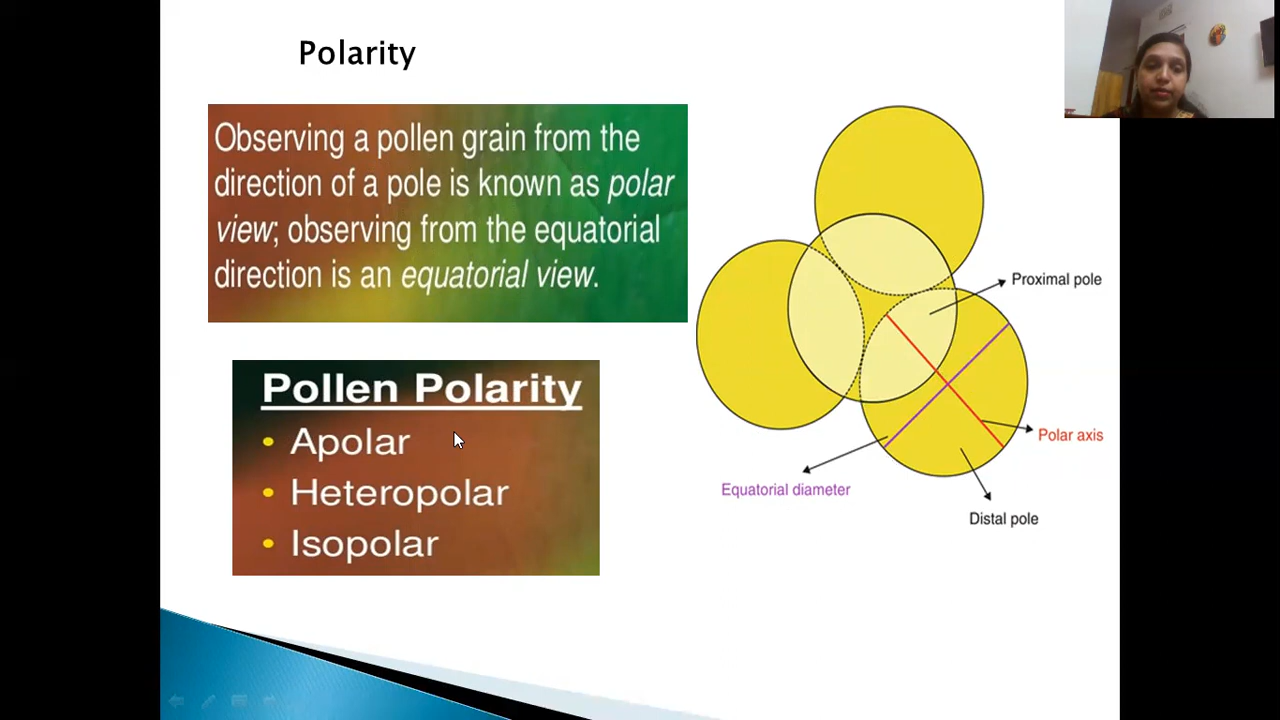 Polarity
Observing a pollen grain from the
direction of a pole is known as polar
view; observing from the equatorial
direction is an equatorial view.
Pollen Polarity
• Apolar
• Heteropolar
• Isopolar
Proximal pole
Polar axis
Equatorial diameter
Distal pole